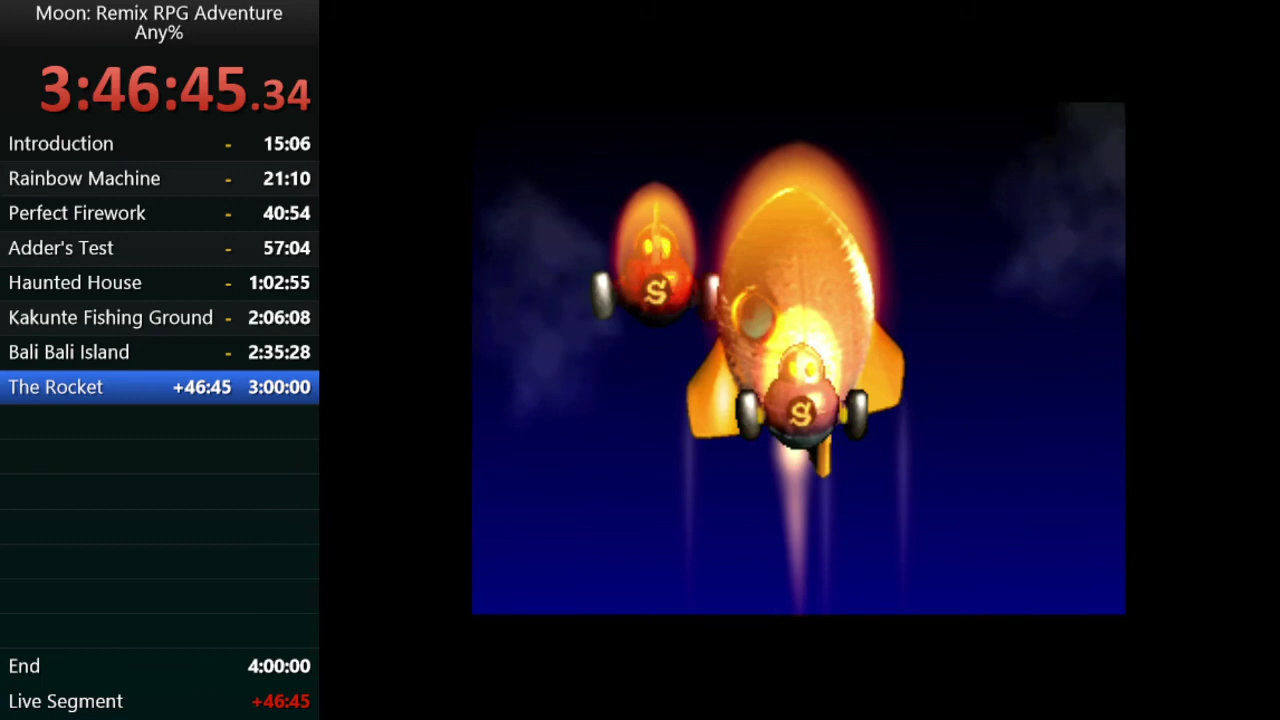 Moon: Remix RPG Adventure
Any%
3:46:45.34
Introduction - 15:06
Rainbow Machine - 21:10
Perfect Firework - 40:54
Adder's Test - 57:04
Haunted House - 1:02:55
Kakunte Fishing Ground - 2:06:08
Bali Bali Island - 2:35:28
The Rocket +46:45 3:00:00
S
S
End 4:00:00
Live Segment +46:45